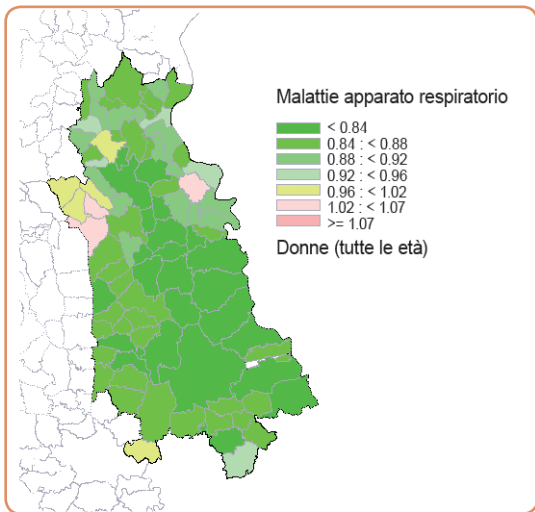 Malattie apparato respiratorio
< 0.84
0.84 : < 0.88
0.88 : < 0.92
0.92 : < 0.96
0.96 : < 1.02
1.02 : < 1.07
>= 1.07
Donne (tutte le età)